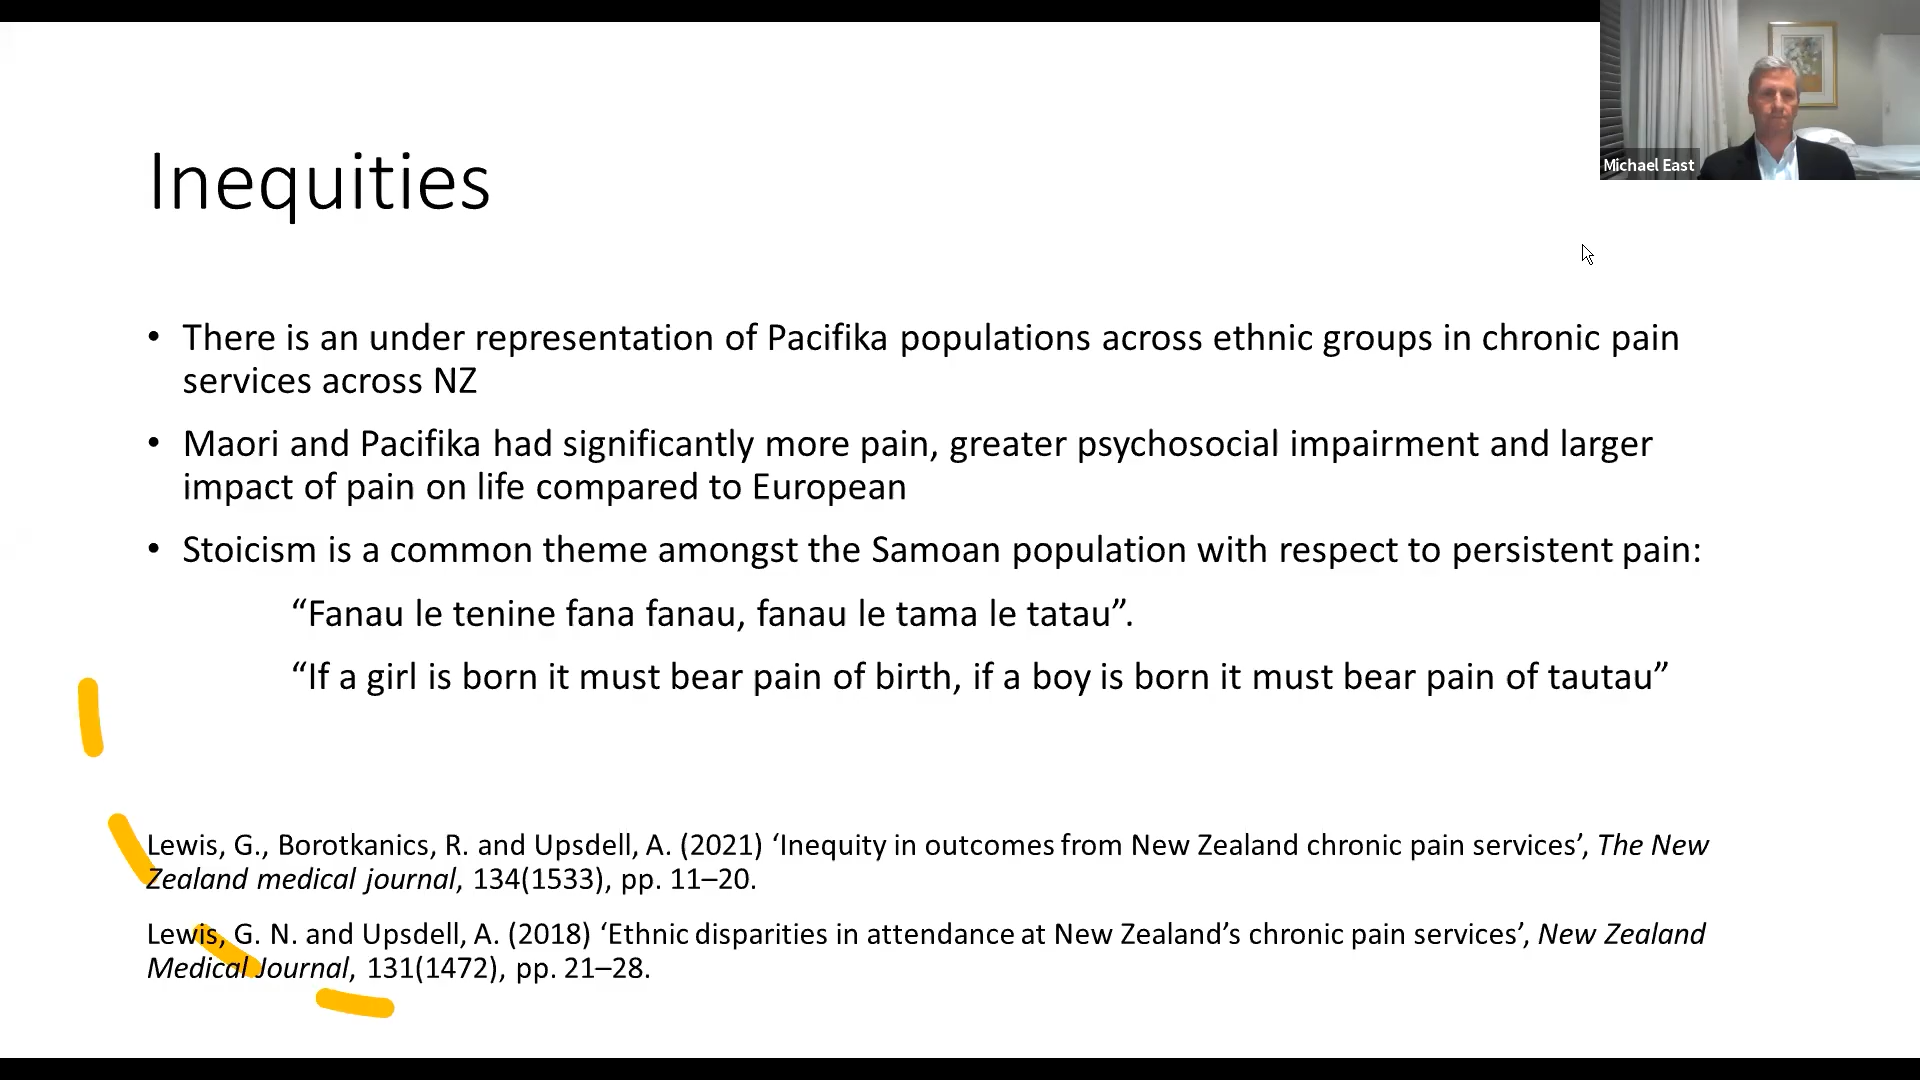 Michael East
Inequities
• There is an under representation of Pacifika populations across ethnic groups in chronic pain
services across NZ
• Maori and Pacifika had significantly more pain, greater psychosocial impairment and larger
impact of pain on life compared to European
• Stoicism is a common theme amongst the Samoan population with respect to persistent pain:
“Fanau le tenine fana fanau, fanau le tama le tatau”.
“If a girl is born it must bear pain of birth, if a boy is born it must bear pain of tautau”
Lewis, G., Borotkanics, R. and Upsdell, A. (2021) ‘Inequity in outcomes from New Zealand chronic pain services’, The New
Zealand medical journal, 134(1533), pp. 11–20.
Lewis, G. N. and Upsdell, A. (2018) ‘Ethnic disparities in attendance at New Zealand’s chronic pain services’, New Zealand
Medical Journal, 131(1472), pp. 21–28.